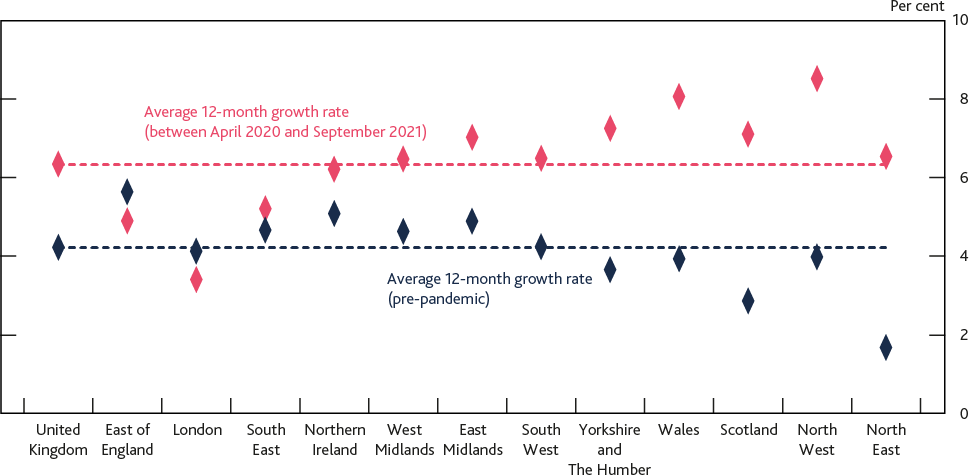 Per cent
10
8
6
4
2
0
Average 12-month growth rate
(between April 2020 and September 2021)
Average 12-month growth rate
(pre-pandemic)
United
Kingdom
East of
England
London
South
East
Northern
Ireland
West
Midlands
East
Midlands
South
West
Yorkshire
and
The Humber
Wales
Scotland
North
West
North
East